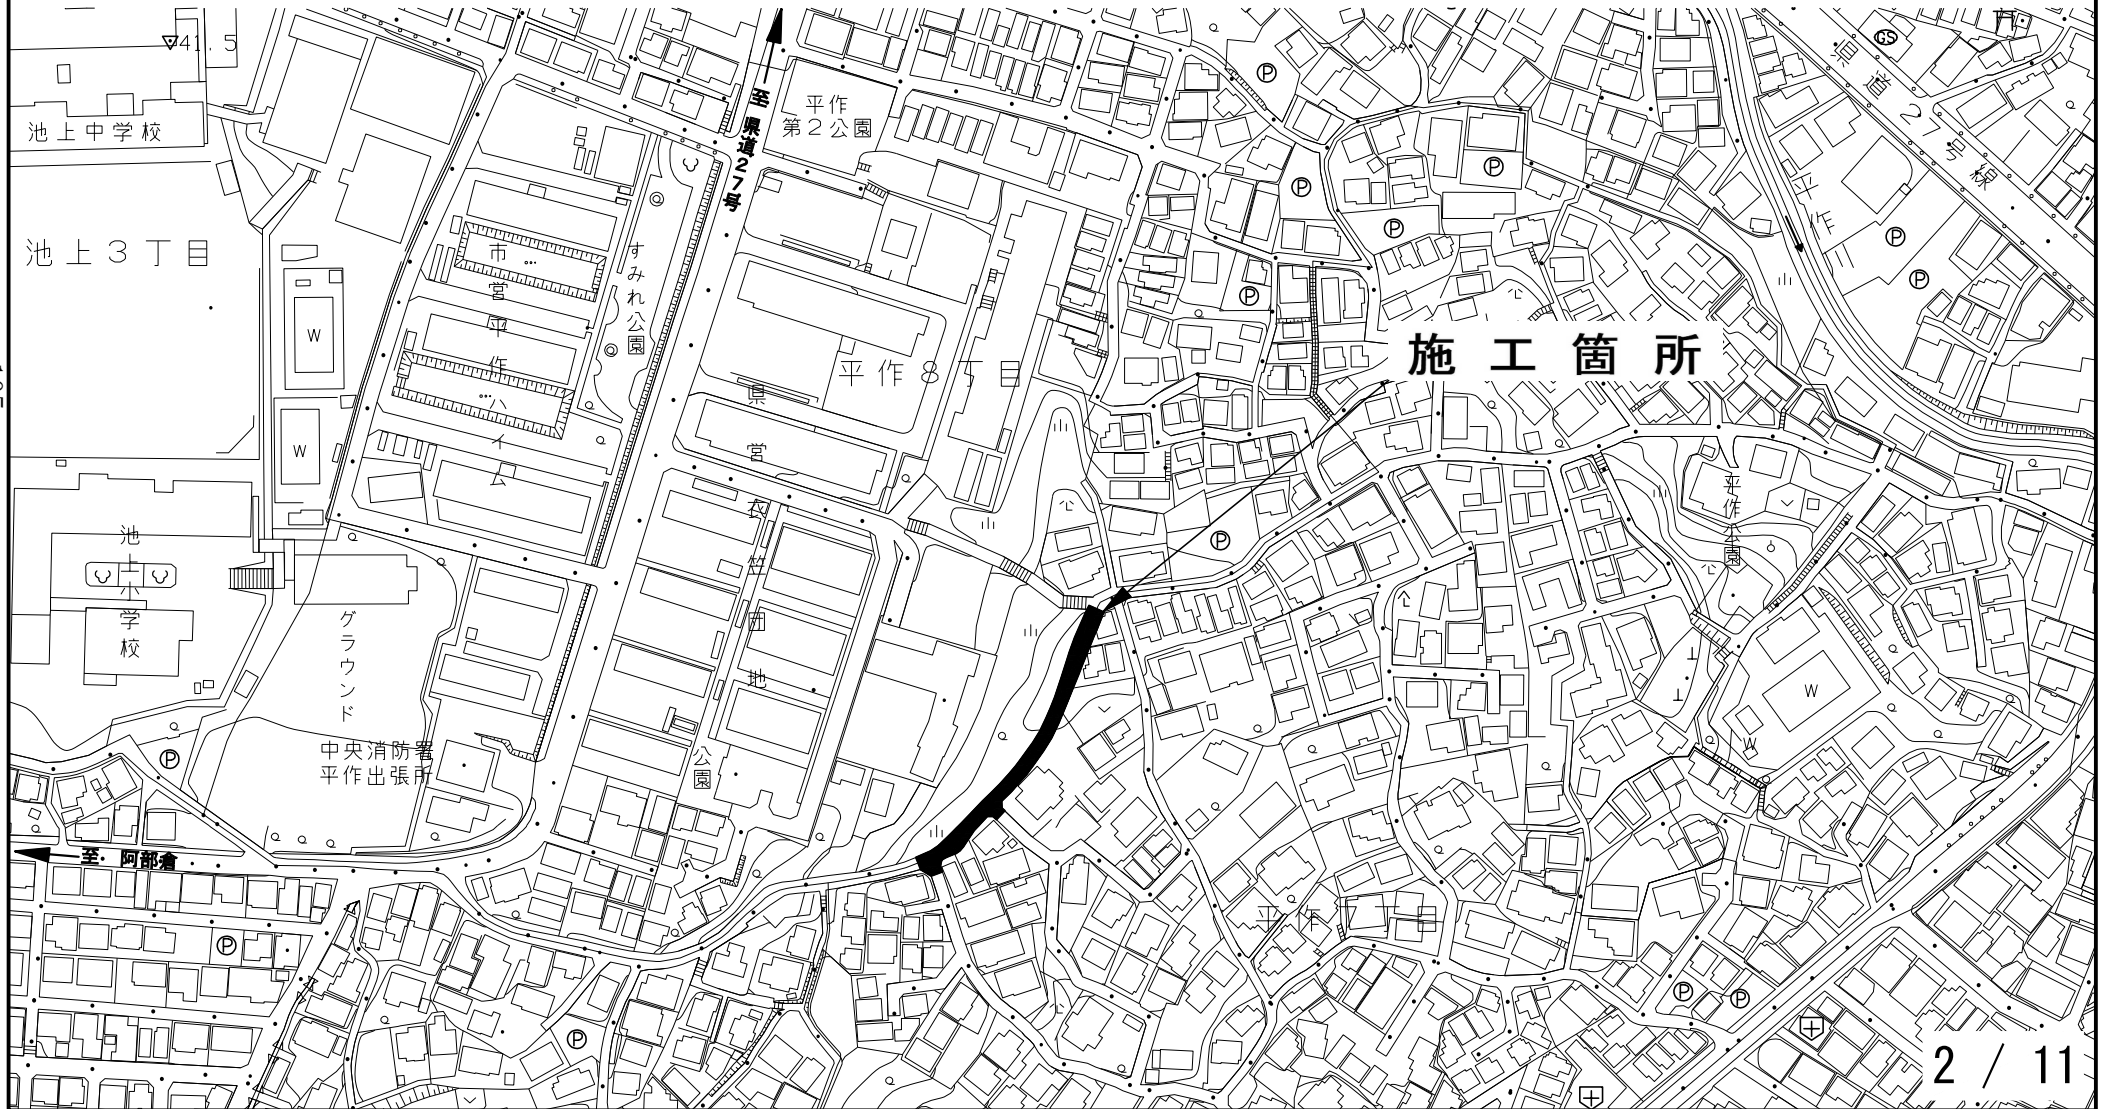 41.5
池上中学校
池上3丁目
至 県道27号
平作
第2公園
県道27号線
平作川
すみれ公園
市営平作ハイム
平作8丁目
施工箇所
県営衣笠団地
平作公園
池上小学校
グラウンド
中央消防署
平作出張所
公園
至 阿部倉
平作7丁目
GS
P
P
P
P
P
P
P
P
P
P
P
P
P
W
W
W
W
2 / 11